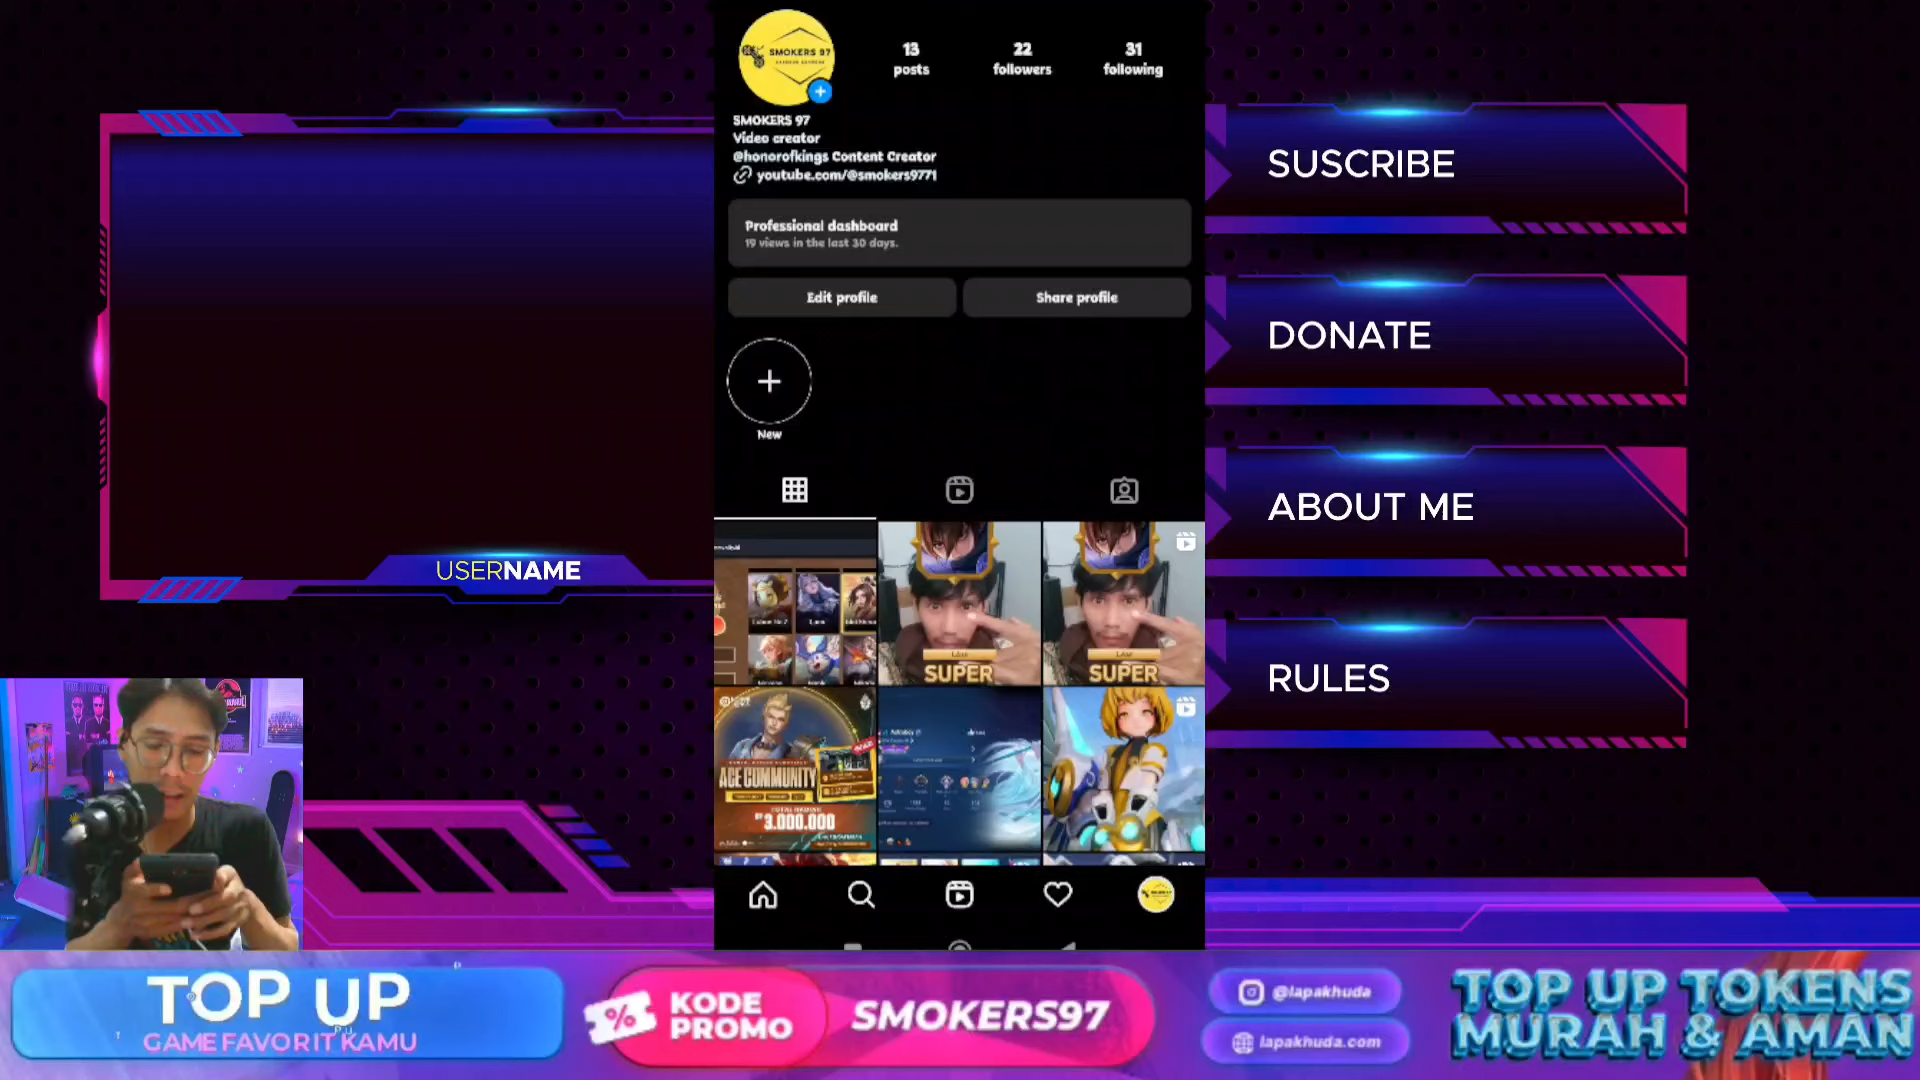 SMOKERS 97
13
posts
22
followers
31
following
SMOKERS 97
Video creator
@honorofkings Content Creator
youtube.com/@smokers9771
Professional dashboard
19 views in the last 30 days.
Edit profile
Share profile
New
SUPER
SUPER
ACE COMMUNITY
3.000.000
USERNAME
SUSCRIBE
DONATE
ABOUT ME
RULES
TOP UP
GAME FAVORIT KAMU
KODE
PROMO
SMOKERS97
@lapakhuda
lapakhuda.com
TOP UP TOKENS
MURAH & AMAN